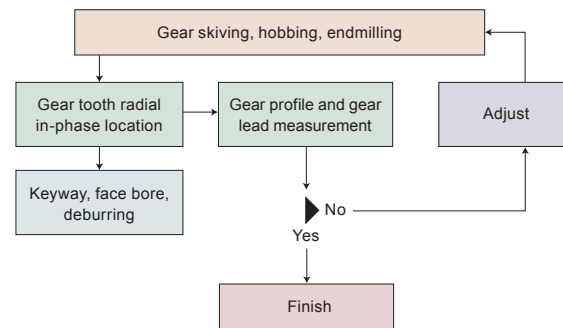 Gear skiving, hobbing, endmilling
Gear tooth radial
in-phase location
Gear profile and gear
lead measurement
Adjust
Keyway, face bore,
deburring
No
Yes
Finish